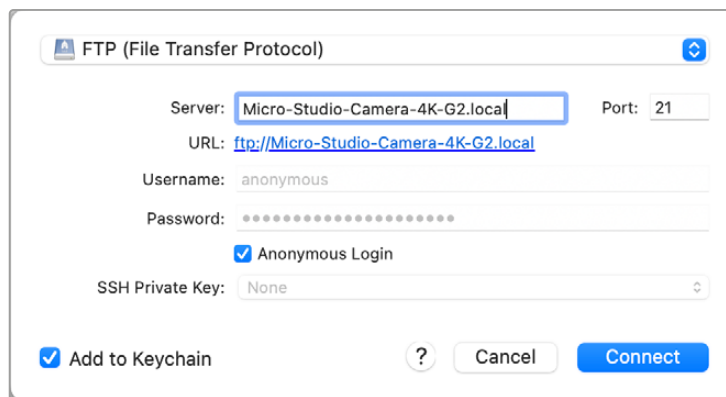 FTP (File Transfer Protocol)
Server: Micro-Studio-Camera-4K-G2.local Port: 21
URL: ftp://Micro-Studio-Camera-4K-G2.local
Username: anonymous
Password: •••••••••••••••••••••
Anonymous Login
SSH Private Key: None
Add to Keychain ? Cancel Connect